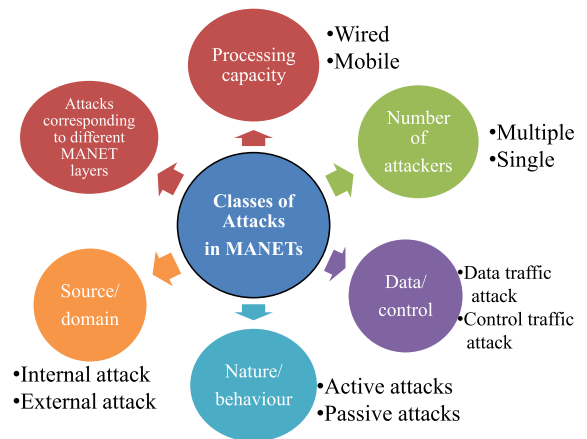 Processing
capacity
•Wired
•Mobile
Number
of
attackers
•Multiple
•Single
Data/
control
•Data traffic
attack
•Control traffic
attack
Nature/
behaviour
•Active attacks
•Passive attacks
Source/
domain
•Internal attack
•External attack
Attacks
corresponding
to different
MANET
layers
Classes of
Attacks
in MANETs